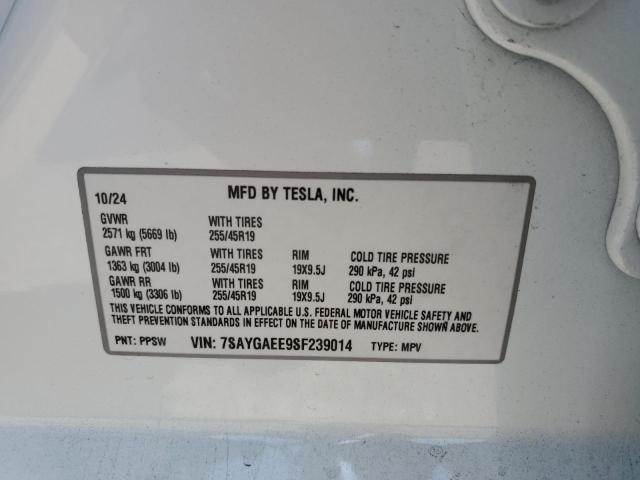 10/24 MFD BY TESLA, INC.
GVWR WITH TIRES
2571 kg (5669 lb) 255/45R19
GAWR FRT WITH TIRES RIM COLD TIRE PRESSURE
1363 kg (3004 lb) 255/45R19 19X9.5J 290 kPa, 42 psi
GAWR RR WITH TIRES RIM COLD TIRE PRESSURE
1500 kg (3306 lb) 255/45R19 19X9.5J 290 kPa, 42 psi
THIS VEHICLE CONFORMS TO ALL APPLICABLE U.S. FEDERAL MOTOR VEHICLE SAFETY AND
THEFT PREVENTION STANDARDS IN EFFECT ON THE DATE OF MANUFACTURE SHOWN ABOVE.
PNT: PPSW VIN: 7SAYGAEE9SF239014 TYPE: MPV